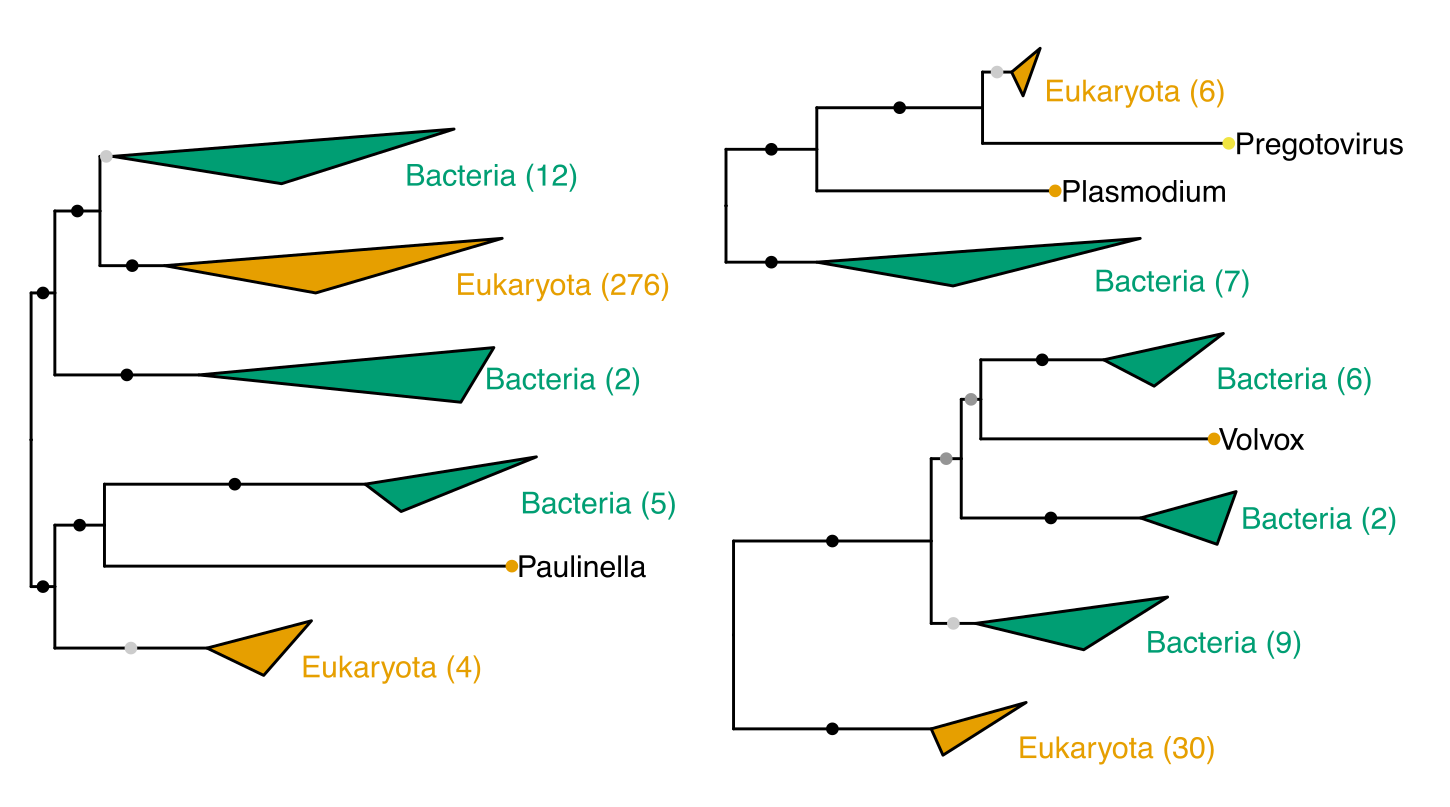 Bacteria (12)
Eukaryota (276)
Bacteria (2)
Bacteria (5)
Paulinella
Eukaryota (4)
Eukaryota (6)
Pregotovirus
Plasmodium
Bacteria (7)
Bacteria (6)
Volvox
Bacteria (2)
Bacteria (9)
Eukaryota (30)